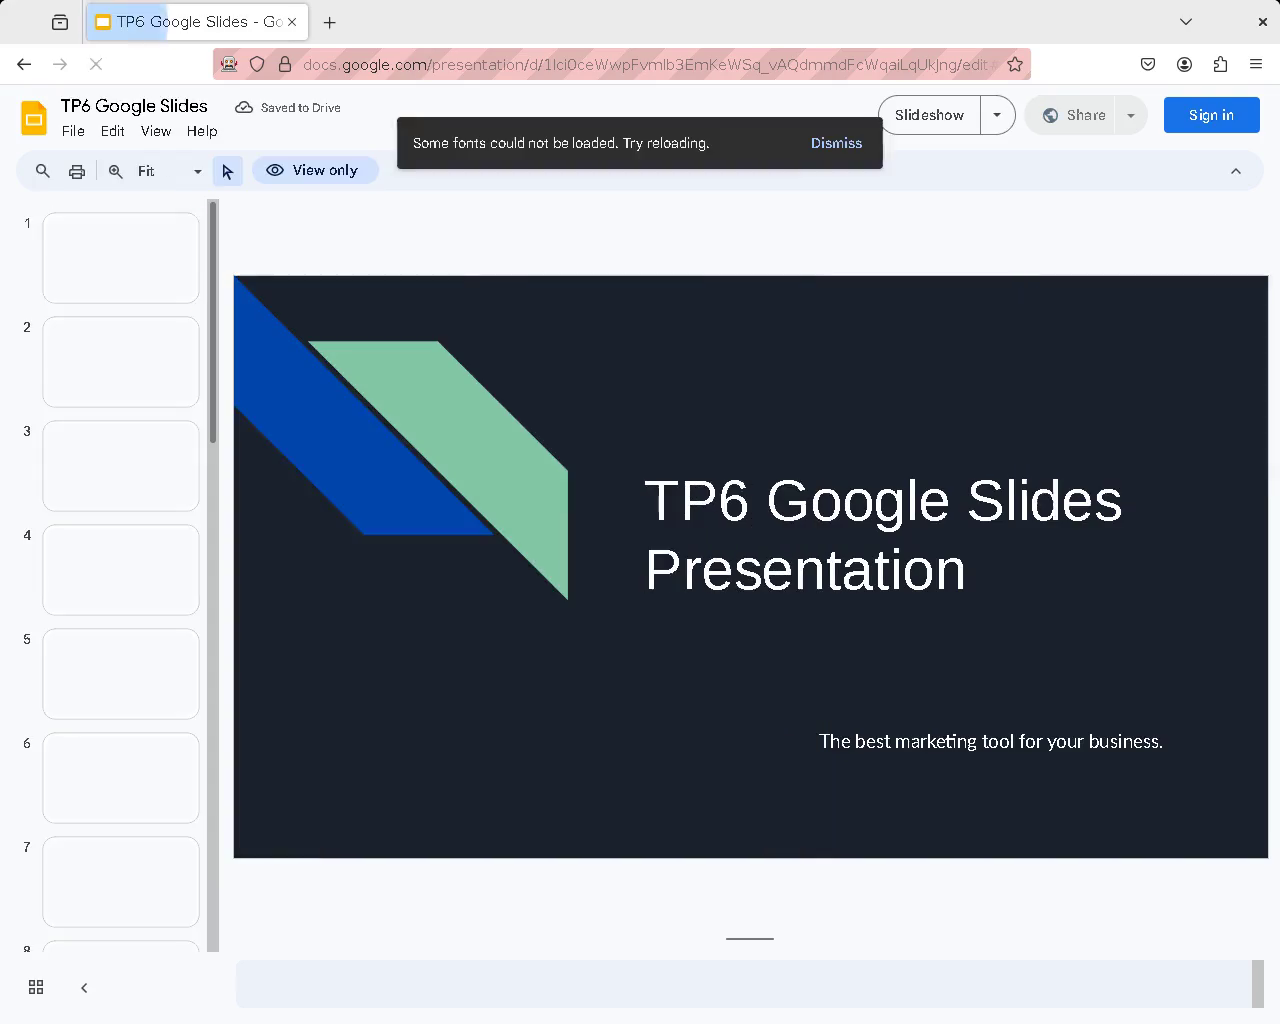 TP6 Google Slides - Go
docs.google.com/presentation/d/1Ici0ceWwpFvmIb3EmKeWSq_vAQdmmdFcWqaiLqUkJng/edit
TP6 Google Slides
Saved to Drive
File Edit View Help
Some fonts could not be loaded. Try reloading.
Dismiss
Slideshow
Share
Sign in
Fit
View only
1
2
3
4
5
6
7
8
TP6 Google Slides
Presentation
The best marketing tool for your business.